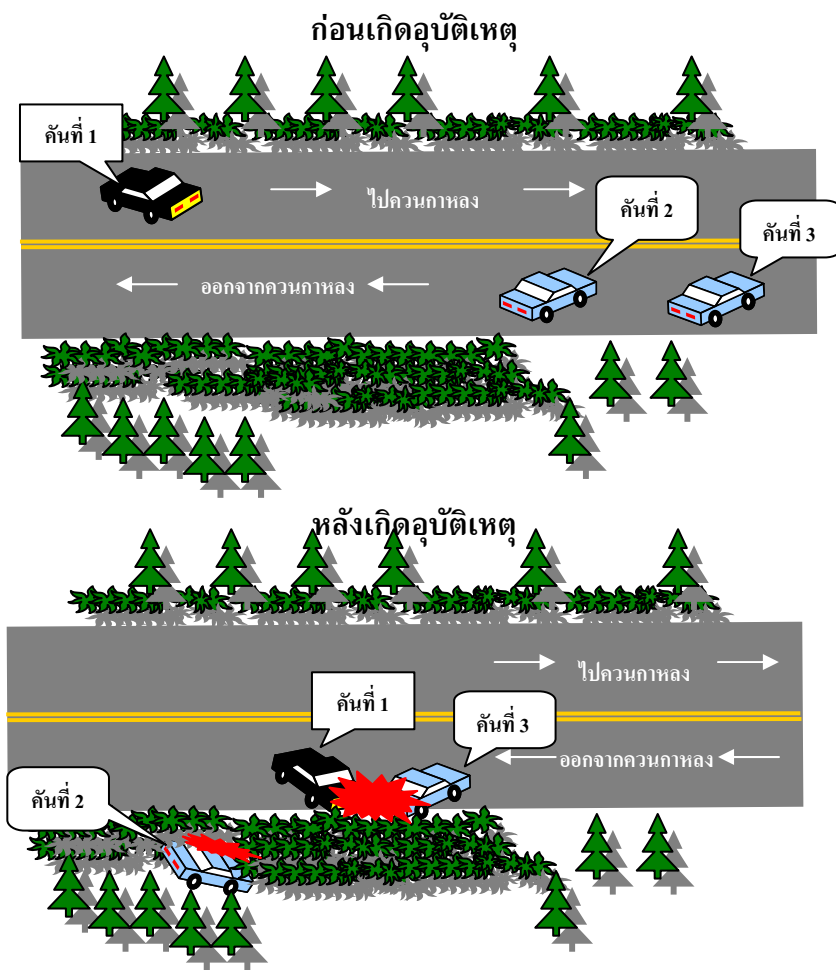 ก่อนเกิดอุบัติเหตุ
คันที่ 1
ไปควนกาหลง
คันที่ 2
คันที่ 3
ออกจากควนกาหลง
หลังเกิดอุบัติเหตุ
ไปควนกาหลง
คันที่ 1
คันที่ 3
ออกจากควนกาหลง
คันที่ 2